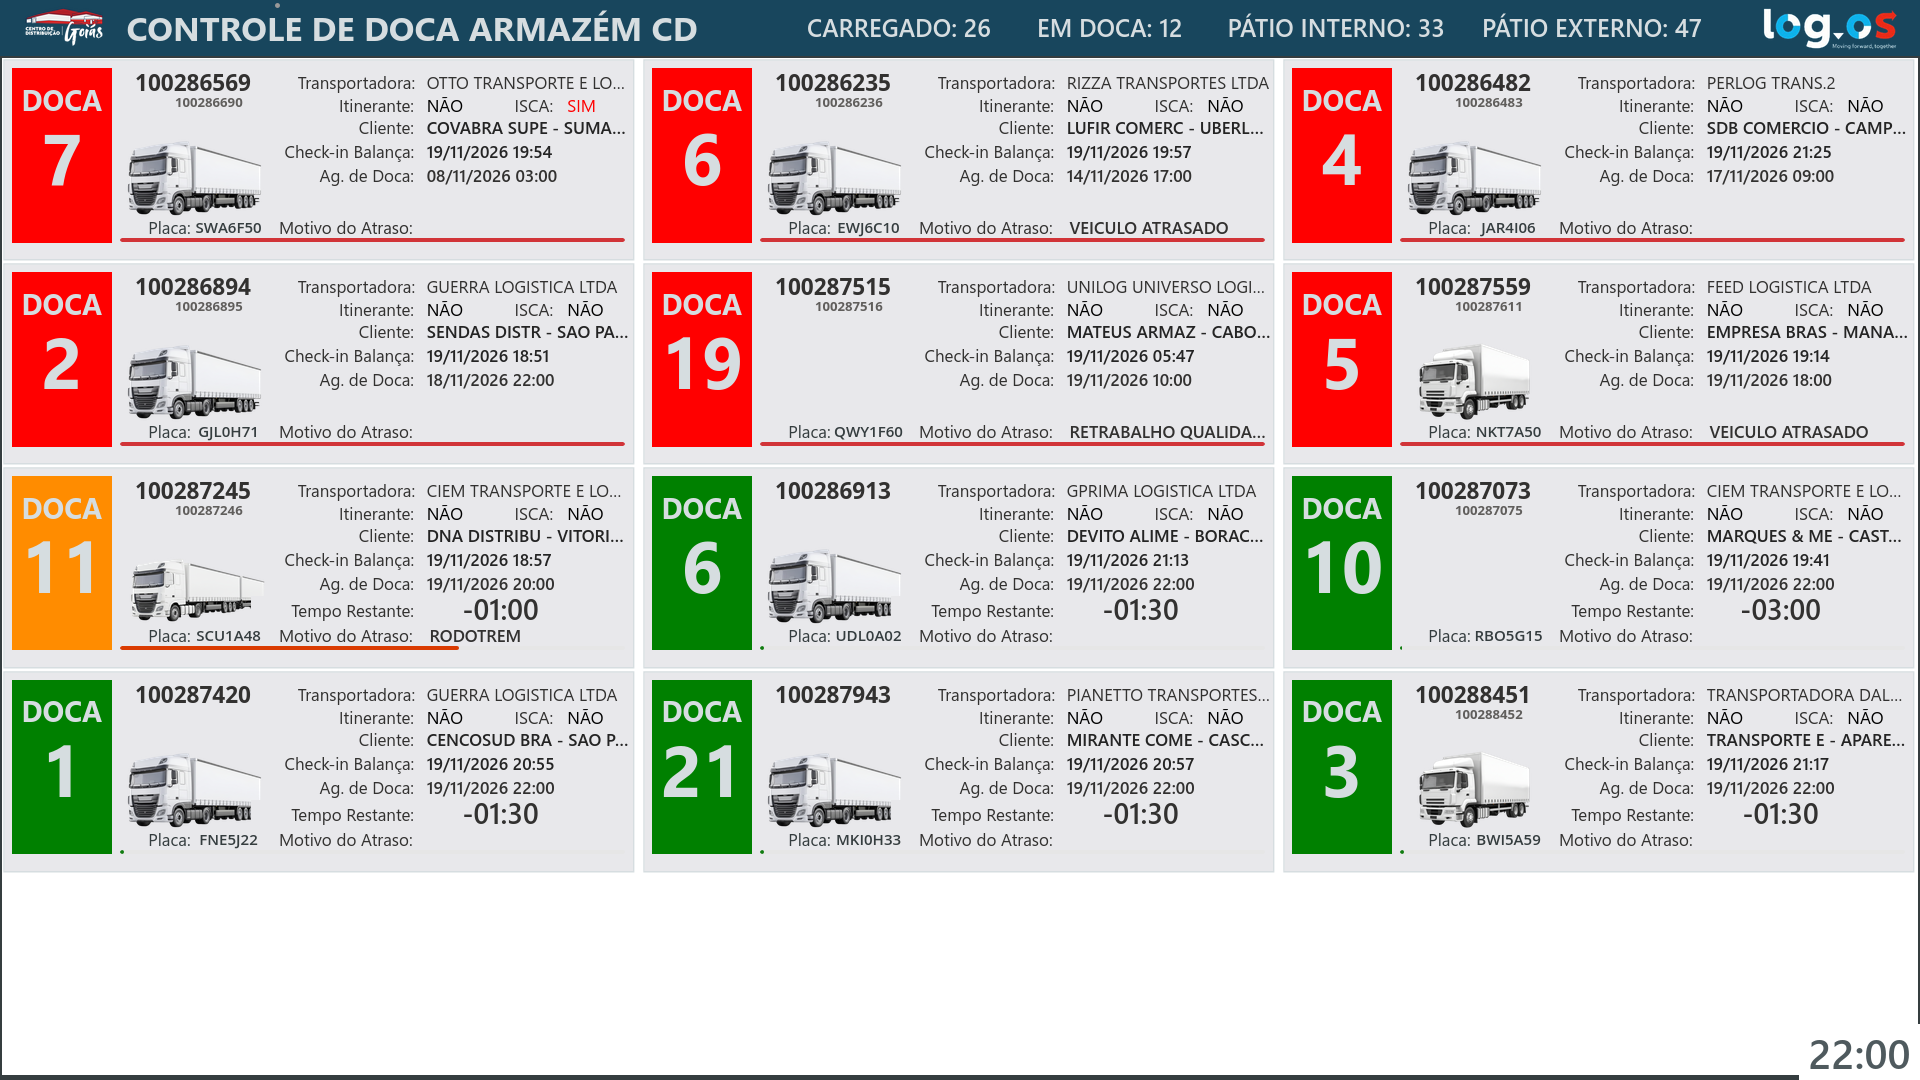 CENTRO DE DISTRIBUIÇÃO Goiás
CONTROLE DE DOCA ARMAZÉM CD
CARREGADO: 26
EM DOCA: 12
PÁTIO INTERNO: 33
PÁTIO EXTERNO: 47
log.os
Moving forward, together
DOCA
7
100286569
100286690
Transportadora: OTTO TRANSPORTE E LO...
Itinerante: NÃO ISCA: SIM
Cliente: COVABRA SUPE - SUMA...
Check-in Balança: 19/11/2026 19:54
Ag. de Doca: 08/11/2026 03:00
Placa: SWA6F50 Motivo do Atraso:
DOCA
6
100286235
100286236
Transportadora: RIZZA TRANSPORTES LTDA
Itinerante: NÃO ISCA: NÃO
Cliente: LUFIR COMERC - UBERL...
Check-in Balança: 19/11/2026 19:57
Ag. de Doca: 14/11/2026 17:00
Placa: EWJ6C10 Motivo do Atraso: VEICULO ATRASADO
DOCA
4
100286482
100286483
Transportadora: PERLOG TRANS.2
Itinerante: NÃO ISCA: NÃO
Cliente: SDB COMERCIO - CAMP...
Check-in Balança: 19/11/2026 21:25
Ag. de Doca: 17/11/2026 09:00
Placa: JAR4I06 Motivo do Atraso:
DOCA
2
100286894
100286895
Transportadora: GUERRA LOGISTICA LTDA
Itinerante: NÃO ISCA: NÃO
Cliente: SENDAS DISTR - SAO PA...
Check-in Balança: 19/11/2026 18:51
Ag. de Doca: 18/11/2026 22:00
Placa: GJL0H71 Motivo do Atraso:
DOCA
19
100287515
100287516
Transportadora: UNILOG UNIVERSO LOGI...
Itinerante: NÃO ISCA: NÃO
Cliente: MATEUS ARMAZ - CABO...
Check-in Balança: 19/11/2026 05:47
Ag. de Doca: 19/11/2026 10:00
Placa: QWY1F60 Motivo do Atraso: RETRABALHO QUALIDA...
DOCA
5
100287559
100287611
Transportadora: FEED LOGISTICA LTDA
Itinerante: NÃO ISCA: NÃO
Cliente: EMPRESA BRAS - MANA...
Check-in Balança: 19/11/2026 19:14
Ag. de Doca: 19/11/2026 18:00
Placa: NKT7A50 Motivo do Atraso: VEICULO ATRASADO
DOCA
11
100287245
100287246
Transportadora: CIEM TRANSPORTE E LO...
Itinerante: NÃO ISCA: NÃO
Cliente: DNA DISTRIBU - VITORI...
Check-in Balança: 19/11/2026 18:57
Ag. de Doca: 19/11/2026 20:00
Tempo Restante: -01:00
Placa: SCU1A48 Motivo do Atraso: RODOTREM
DOCA
6
100286913
Transportadora: GPRIMA LOGISTICA LTDA
Itinerante: NÃO ISCA: NÃO
Cliente: DEVITO ALIME - BORAC...
Check-in Balança: 19/11/2026 21:13
Ag. de Doca: 19/11/2026 22:00
Tempo Restante: -01:30
Placa: UDL0A02 Motivo do Atraso:
DOCA
10
100287073
100287075
Transportadora: CIEM TRANSPORTE E LO...
Itinerante: NÃO ISCA: NÃO
Cliente: MARQUES & ME - CAST...
Check-in Balança: 19/11/2026 19:41
Ag. de Doca: 19/11/2026 22:00
Tempo Restante: -03:00
Placa: RBO5G15 Motivo do Atraso:
DOCA
1
100287420
Transportadora: GUERRA LOGISTICA LTDA
Itinerante: NÃO ISCA: NÃO
Cliente: CENCOSUD BRA - SAO P...
Check-in Balança: 19/11/2026 20:55
Ag. de Doca: 19/11/2026 22:00
Tempo Restante: -01:30
Placa: FNE5J22 Motivo do Atraso:
DOCA
21
100287943
Transportadora: PIANETTO TRANSPORTES...
Itinerante: NÃO ISCA: NÃO
Cliente: MIRANTE COME - CASC...
Check-in Balança: 19/11/2026 20:57
Ag. de Doca: 19/11/2026 22:00
Tempo Restante: -01:30
Placa: MKI0H33 Motivo do Atraso:
DOCA
3
100288451
100288452
Transportadora: TRANSPORTADORA DAL...
Itinerante: NÃO ISCA: NÃO
Cliente: TRANSPORTE E - APARE...
Check-in Balança: 19/11/2026 21:17
Ag. de Doca: 19/11/2026 22:00
Tempo Restante: -01:30
Placa: BWI5A59 Motivo do Atraso:
22:00